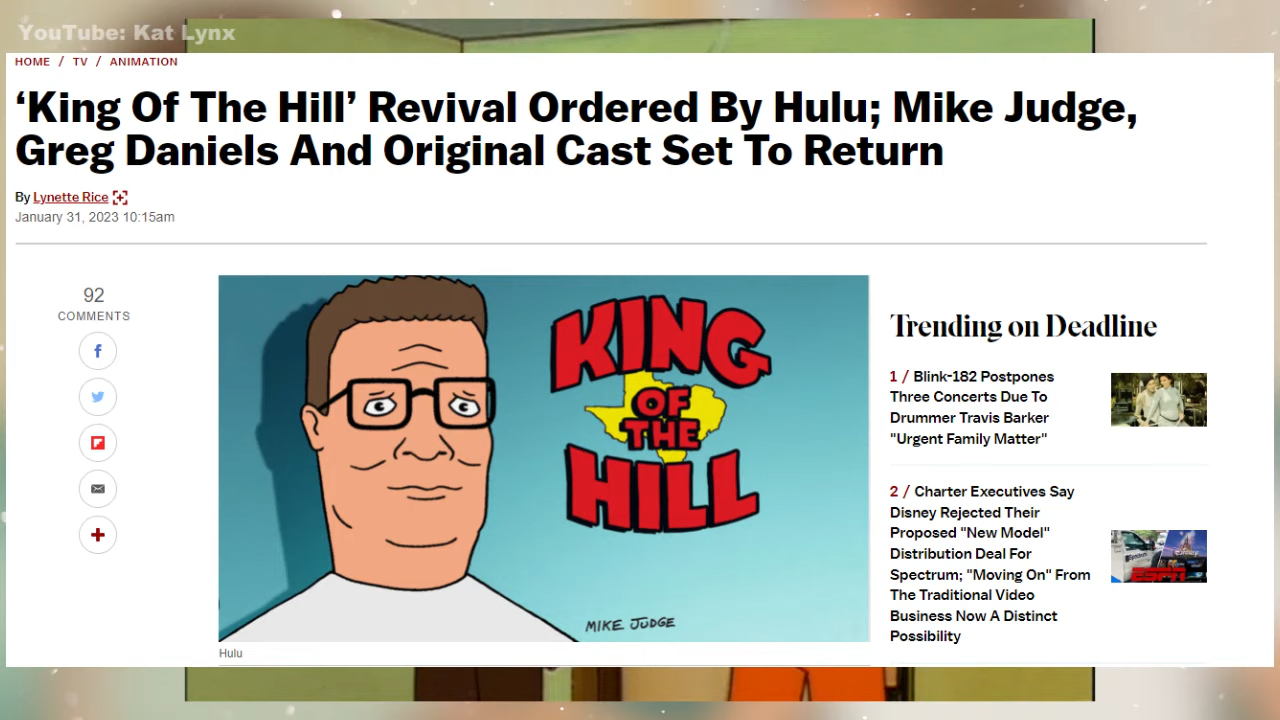 YouTube: Kat Lynx
HOME / TV / ANIMATION
‘King Of The Hill’ Revival Ordered By Hulu; Mike Judge,
Greg Daniels And Original Cast Set To Return
By Lynette Rice
January 31, 2023 10:15am
92
COMMENTS
KING
OF
THE
HILL
MIKE JUDGE
Hulu
Trending on Deadline
1 / Blink-182 Postpones
Three Concerts Due To
Drummer Travis Barker
"Urgent Family Matter"
2 / Charter Executives Say
Disney Rejected Their
Proposed "New Model"
Distribution Deal For
Spectrum; "Moving On" From
The Traditional Video
Business Now A Distinct
Possibility
Disney
ESPN